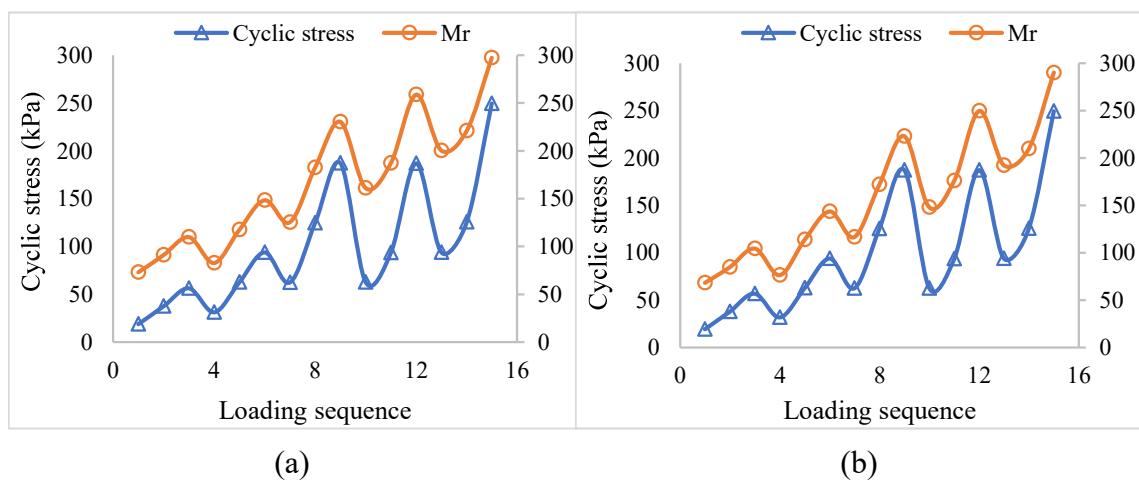 Cyclic stress Mr
300 300
250 250
200 200
150 150
100 100
50 50
0 0
0 4 8 12 16
Cyclic stress (kPa)
Loading sequence
(a)
Cyclic stress Mr
300 300
250 250
200 200
150 150
100 100
50 50
0 0
0 4 8 12 16
Cyclic stress (kPa)
Loading sequence
(b)